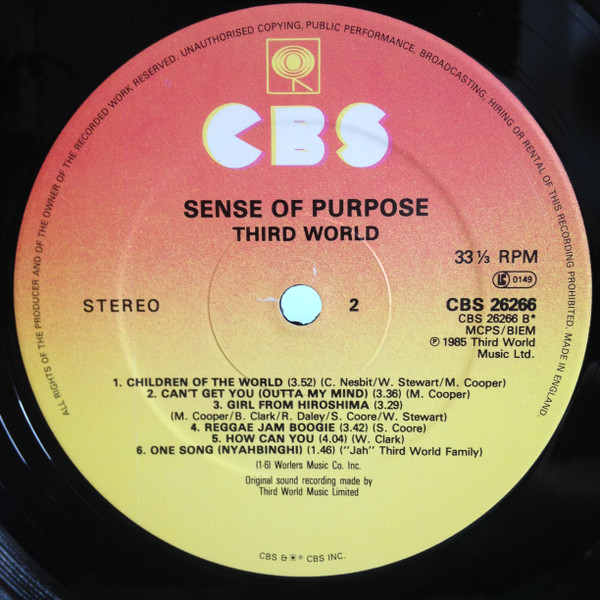 ALL RIGHTS OF THE PRODUCER AND OF THE OWNER OF THE RECORDED WORK RESERVED. UNAUTHORISED COPYING, PUBLIC PERFORMANCE, BROADCASTING, HIRING OR RENTAL OF THIS RECORDING PROHIBITED. MADE IN ENGLAND.
CBS
SENSE OF PURPOSE
THIRD WORLD
33 ⅓ RPM
LC 0149
STEREO
2
CBS 26266
CBS 26266 B*
MCPS/BIEM
℗ 1985 Third World
Music Ltd.
1. CHILDREN OF THE WORLD (3.52) (C. Nesbit/W. Stewart/M. Cooper)
2. CAN'T GET YOU (OUTTA MY MIND) (3.36) (M. Cooper)
3. GIRL FROM HIROSHIMA (3.29)
(M. Cooper/B. Clark/R. Daley/S. Coore/W. Stewart)
4. REGGAE JAM BOOGIE (3.42) (S. Coore)
5. HOW CAN YOU (4.04) (W. Clark)
6. ONE SONG (NYAHBINGHI) (1.46) ("Jah" Third World Family)
(1-6) Worlers Music Co. Inc.
Original sound recording made by
Third World Music Limited
CBS & * CBS INC.